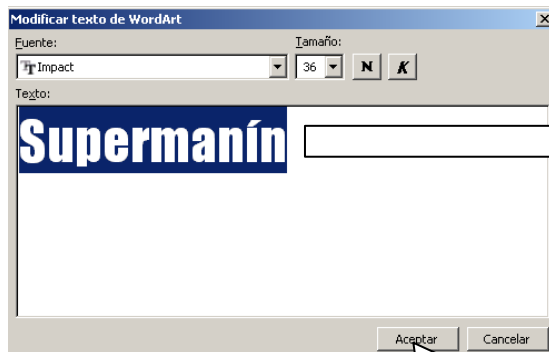 Modificar texto de WordArt
Fuente:
Tamaño:
Impact
36
N
K
Texto:
Supermanín
Aceptar
Cancelar